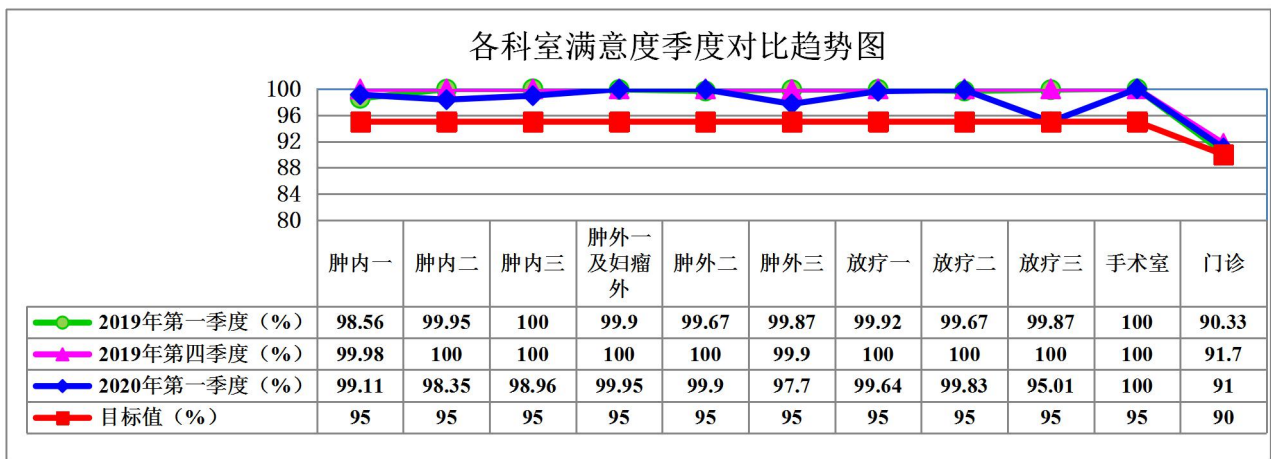 各科室满意度季度对比趋势图
100
96
92
88
84
80
肿内一 肿内二 肿内三 肿外一及妇瘤外 肿外二 肿外三 放疗一 放疗二 放疗三 手术室 门诊
2019年第一季度（%） 98.56 99.95 100 99.9 99.67 99.87 99.92 99.67 99.87 100 90.33
2019年第四季度（%） 99.98 100 100 100 100 99.9 100 100 100 100 91.7
2020年第一季度（%） 99.11 98.35 98.96 99.95 99.9 97.7 99.64 99.83 95.01 100 91
目标值（%） 95 95 95 95 95 95 95 95 95 95 90